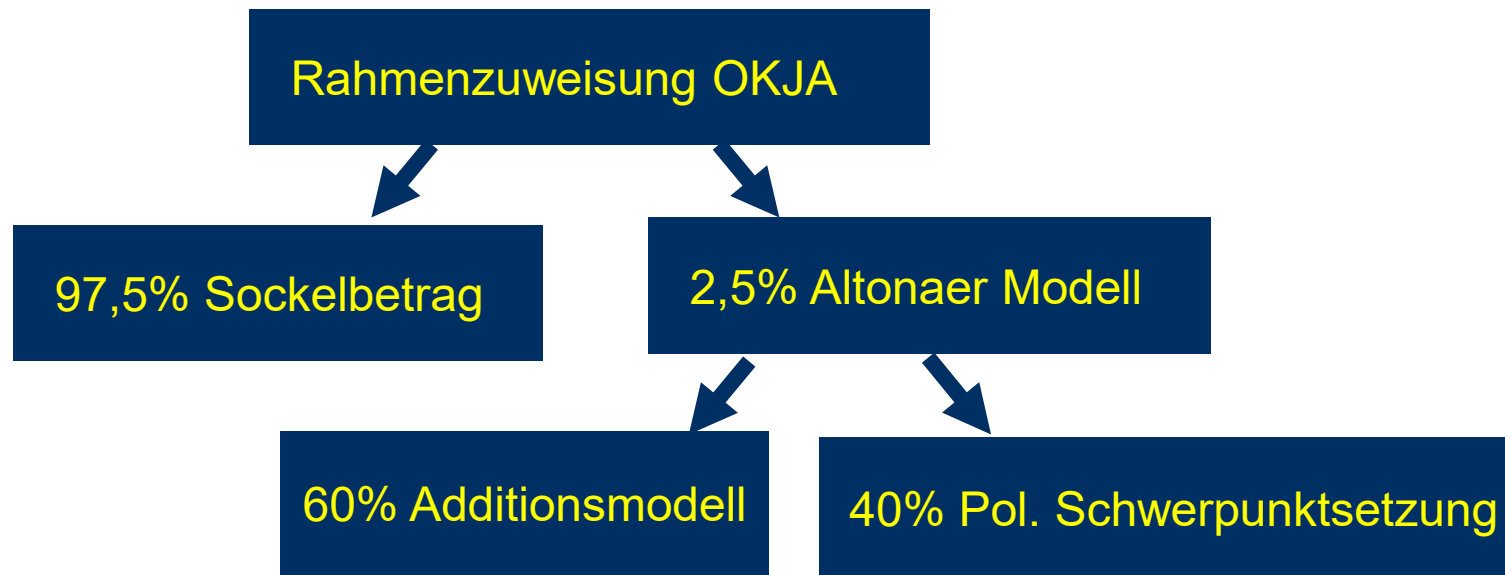 Rahmenzuweisung OKJA
97,5% Sockelbetrag
2,5% Altonaer Modell
60% Additionsmodell
40% Pol. Schwerpunktsetzung